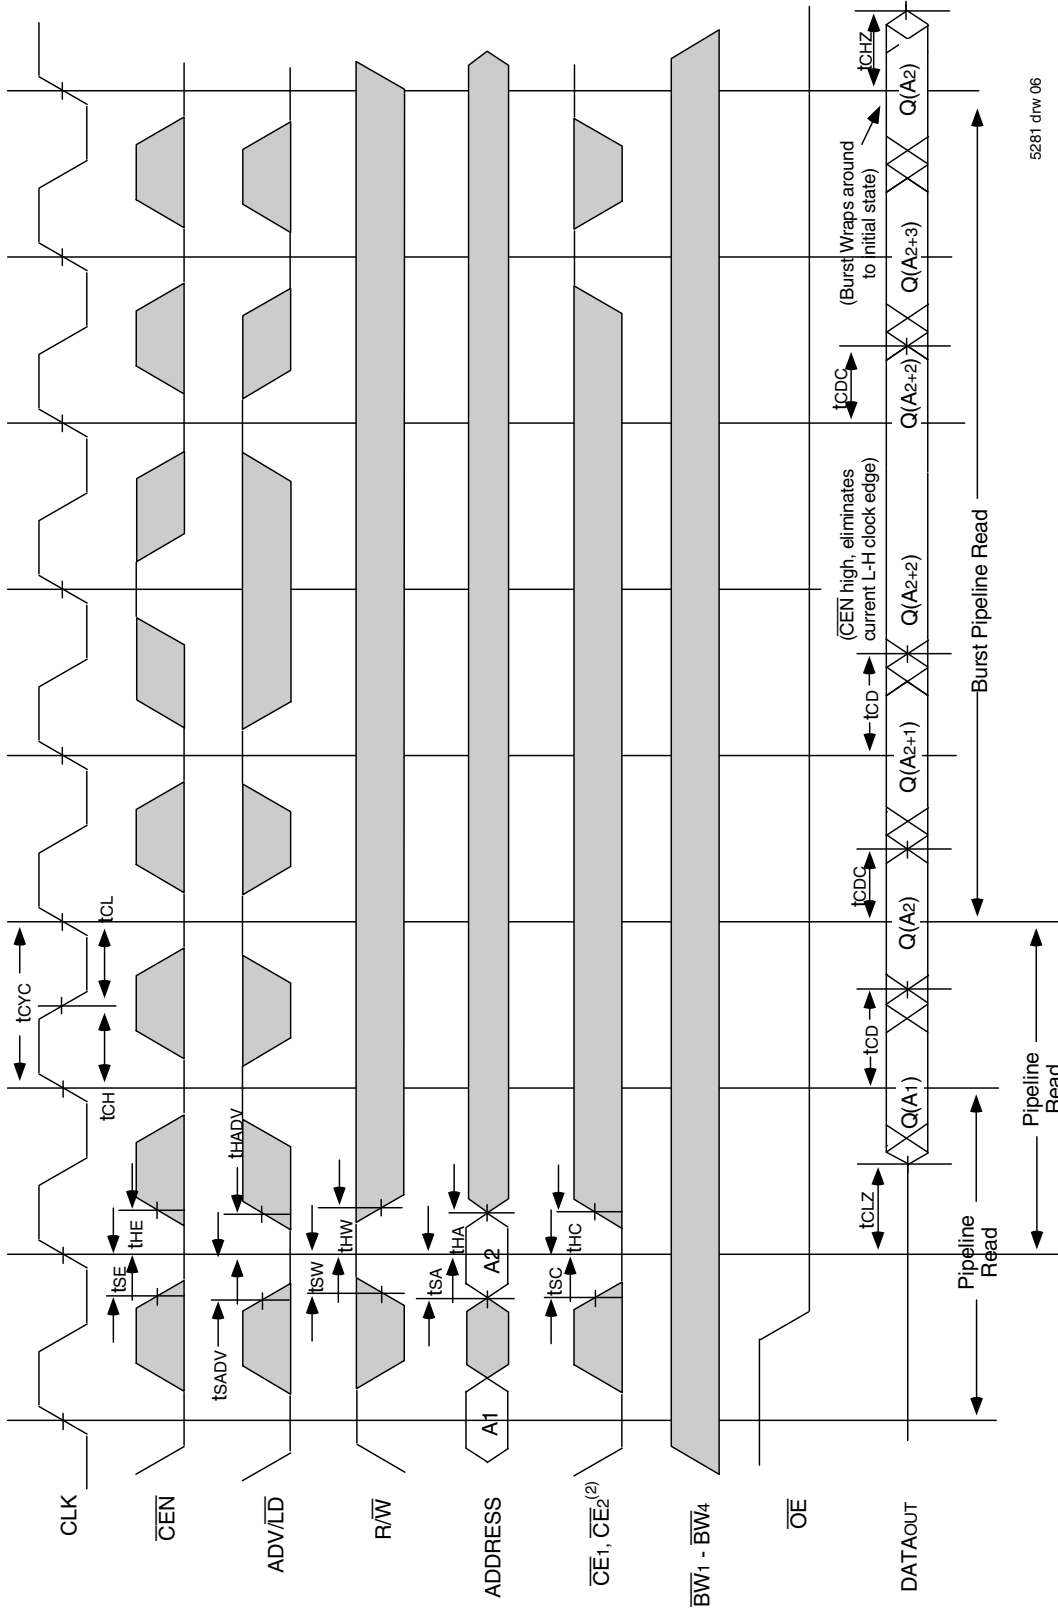 CLK
tCYC
tCH
tCL
CEN
tSE
tHE
ADV/LD
tSADV
tHADV
R/W
tSW
tHW
ADDRESS
A1
A2
tSA
tHA
CE1, CE2(2)
tSC
tHC
BW1 - BW4
OE
DATAOUT
tCLZ
Q(A1)
tCD
Q(A2)
tCDC
Q(A2+1)
tCD
Q(A2+2)
(CEN high, eliminates
current L-H clock edge)
Q(A2+2)
tCDC
Q(A2+3)
(Burst Wraps around
to initial state)
Q(A2)
tCHZ
Pipeline
Read
Pipeline
Read
Burst Pipeline Read
5281 drw 06